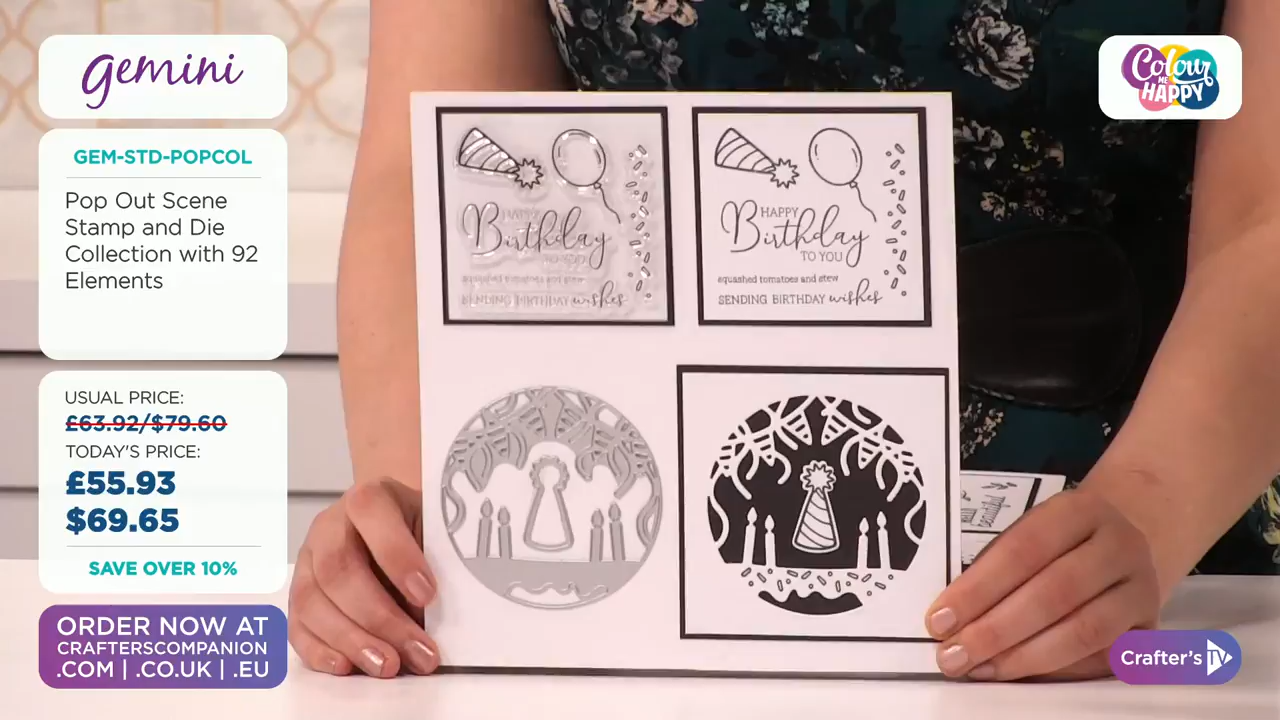 gemini
GEM-STD-POPCOL
Pop Out Scene
Stamp and Die
Collection with 92
Elements
USUAL PRICE:
£63.92/$79.60
TODAY'S PRICE:
£55.93
$69.65
SAVE OVER 10%
ORDER NOW AT
CRAFTERSCOMPANION
.COM | .CO.UK | .EU
Colour
ME
HAPPY
HAPPY
Birthday
TO YOU
squashed tomatoes and stew
SENDING BIRTHDAY wishes
HAPPY
Birthday
TO YOU
squashed tomatoes and stew
SENDING BIRTHDAY wishes
beautiful
Crafter's TV